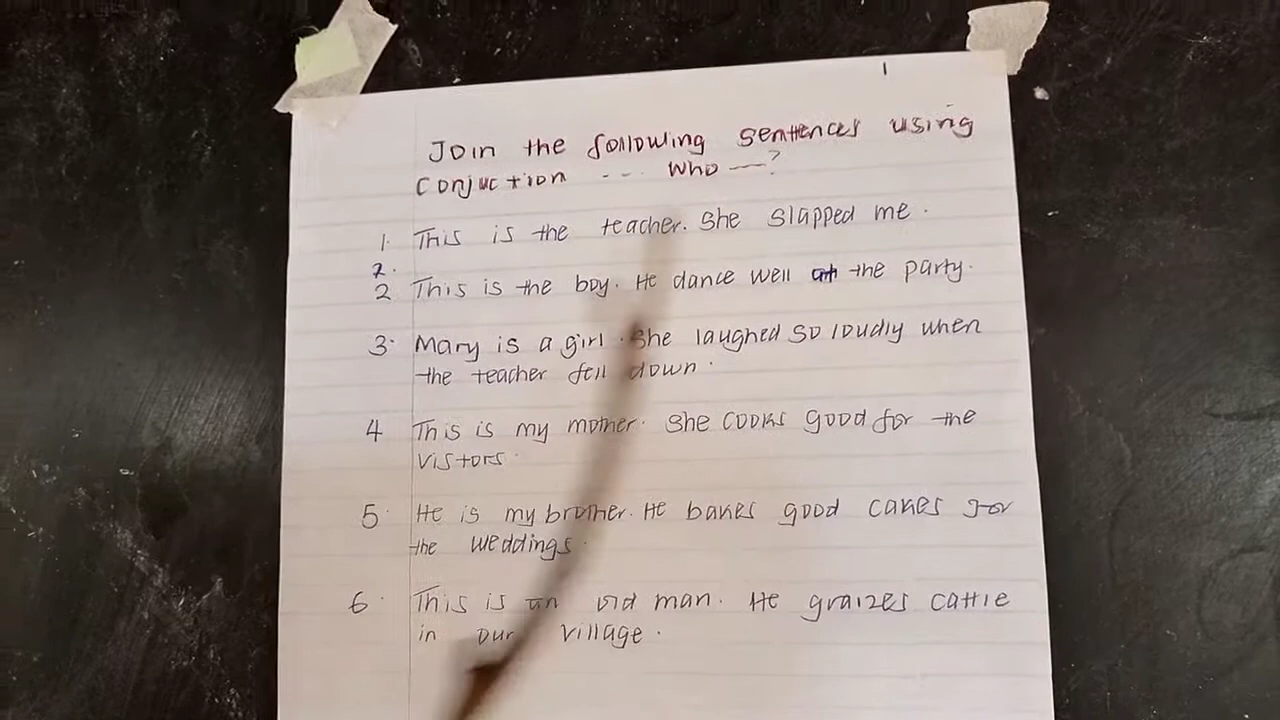 1
Join the following sentences using
conjuction --- who —?
1. This is the teacher. She slapped me.
2.
2 This is the boy. He dance well at the party.
3. Mary is a girl. She laughed so loudly when
the teacher fell down.
4 This is my mother. She cooks good for the
vistors.
5. He is my brother. He bakes good cakes for
the weddings.
6. This is an old man. He graizes cattle
in our village.